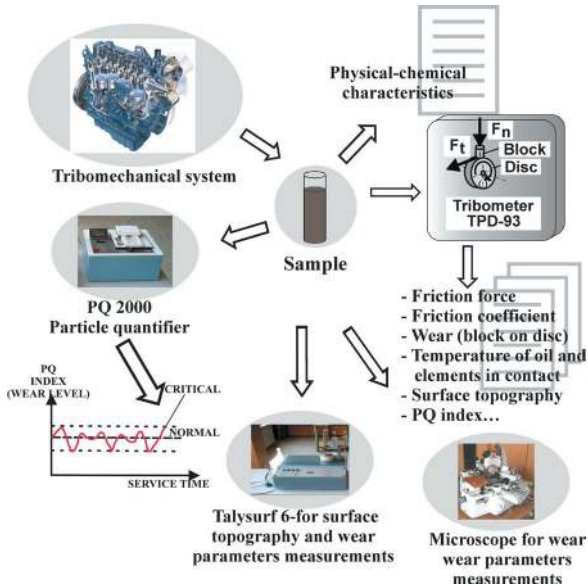 Physical-chemical
characteristics
Fn
Ft
Block
Disc
Tribometer
TPD-93
Tribomechanical system
Sample
PQ 2000
Particle quantifier
- Friction force
- Friction coefficient
- Wear (block on disc)
- Temperature of oil and
elements in contact
- Surface topography
- PQ index...
PQ
INDEX
(WEAR LEVEL)
CRITICAL
NORMAL
SERVICE TIME
Talysurf 6-for surface
topography and wear
parameters measurements
Microscope for wear
wear parameters
measurements